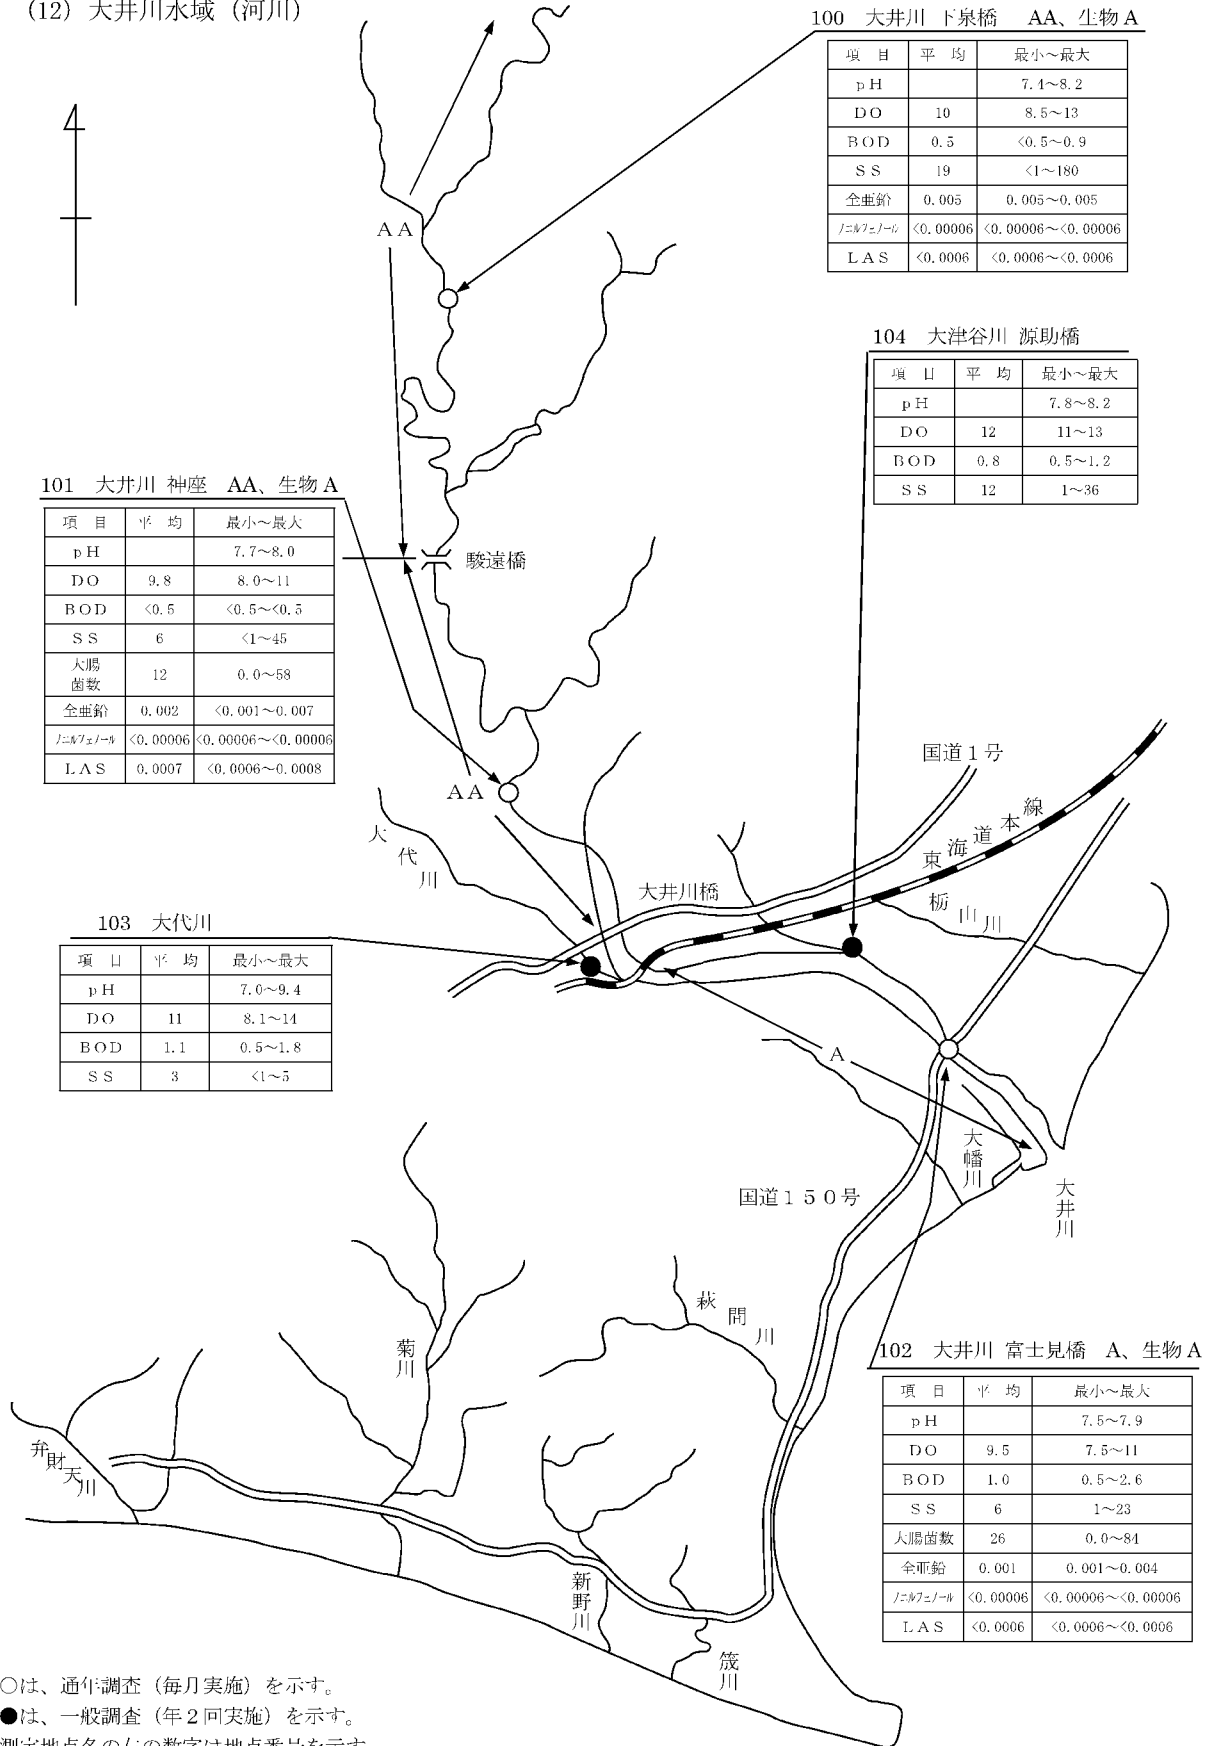 (12) 大井川水域（河川）
100 大井川 下泉橋 AA、生物A
項 目 平 均 最小～最大
pH 7.4～8.2
DO 10 8.5～13
BOD 0.5 <0.5～0.9
SS 19 <1～180
全亜鉛 0.005 0.005～0.005
ノニルフェノール <0.00006 <0.00006～<0.00006
LAS <0.0006 <0.0006～<0.0006
AA
104 大津谷川 源助橋
項 目 平 均 最小～最大
pH 7.8～8.2
DO 12 11～13
BOD 0.8 0.5～1.2
SS 12 1～36
101 大井川 神座 AA、生物A
項 目 平 均 最小～最大
pH 7.7～8.0
DO 9.8 8.0～11
BOD <0.5 <0.5～<0.5
SS 6 <1～45
大腸
菌数 12 0.0～58
全亜鉛 0.002 <0.001～0.007
ノニルフェノール <0.00006 <0.00006～<0.00006
LAS 0.0007 <0.0006～0.0008
駿遠橋
AA
国道1号
東海道本線
大代川
大井川橋
栃山川
103 大代川
項 目 平 均 最小～最大
pH 7.0～9.4
DO 11 8.1～14
BOD 1.1 0.5～1.8
SS 3 <1～5
A
大幡川
大井川
国道150号
萩間川
菊川
102 大井川 富士見橋 A、生物A
項 目 平 均 最小～最大
pH 7.5～7.9
DO 9.5 7.5～11
BOD 1.0 0.5～2.6
SS 6 1～23
大腸菌数 26 0.0～84
全亜鉛 0.001 0.001～0.004
ノニルフェノール <0.00006 <0.00006～<0.00006
LAS <0.0006 <0.0006～<0.0006
弁財天川
新野川
筬川
○は、通年調査（毎月実施）を示す。
●は、一般調査（年2回実施）を示す。
測定地点名の左の数字は地点番号を示す